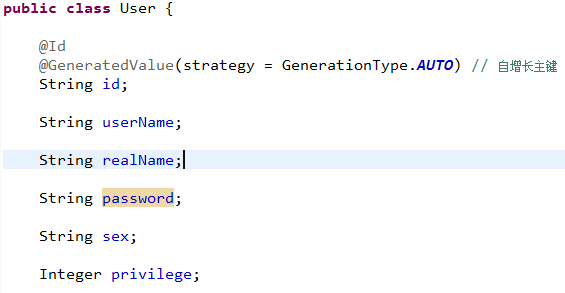 public class User {
@Id
@GeneratedValue(strategy = GenerationType.AUTO) // 自增长主键
String id;
String userName;
String realName;
String password;
String sex;
Integer privilege;